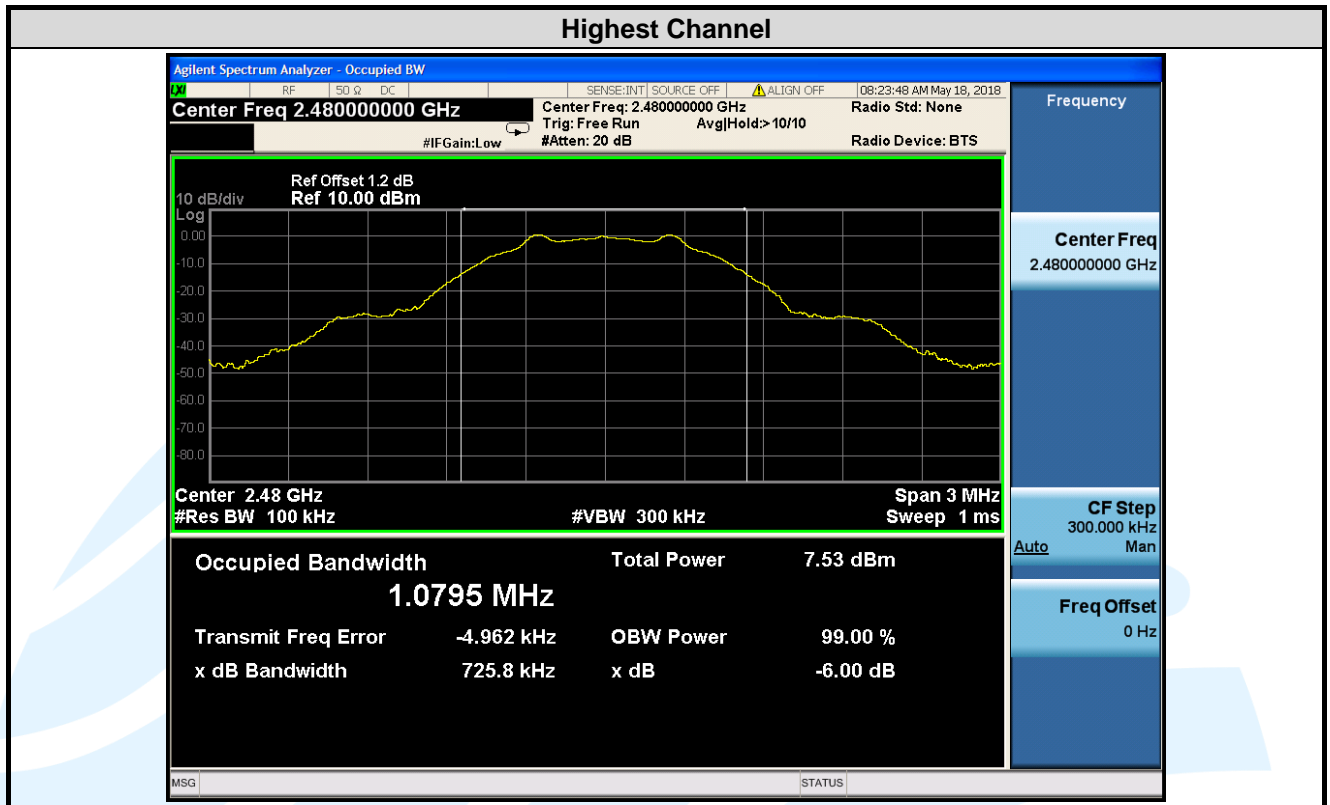 Highest Channel
Agilent Spectrum Analyzer - Occupied BW
LXI RF 50 Ω DC SENSE:INT SOURCE OFF ALIGN OFF 08:23:48 AM May 18, 2018
Center Freq 2.480000000 GHz
Center Freq: 2.480000000 GHz
Radio Std: None
Trig: Free Run Avg|Hold:>10/10
#IFGain:Low #Atten: 20 dB Radio Device: BTS
Ref Offset 1.2 dB
10 dB/div Ref 10.00 dBm
Log
0.00
-10.0
-20.0
-30.0
-40.0
-50.0
-60.0
-70.0
-80.0
Center 2.48 GHz Span 3 MHz
#Res BW 100 kHz #VBW 300 kHz Sweep 1 ms
Occupied Bandwidth Total Power 7.53 dBm
1.0795 MHz
Transmit Freq Error -4.962 kHz OBW Power 99.00 %
x dB Bandwidth 725.8 kHz x dB -6.00 dB
MSG STATUS
Frequency
Center Freq
2.480000000 GHz
CF Step
300.000 kHz
Auto Man
Freq Offset
0 Hz